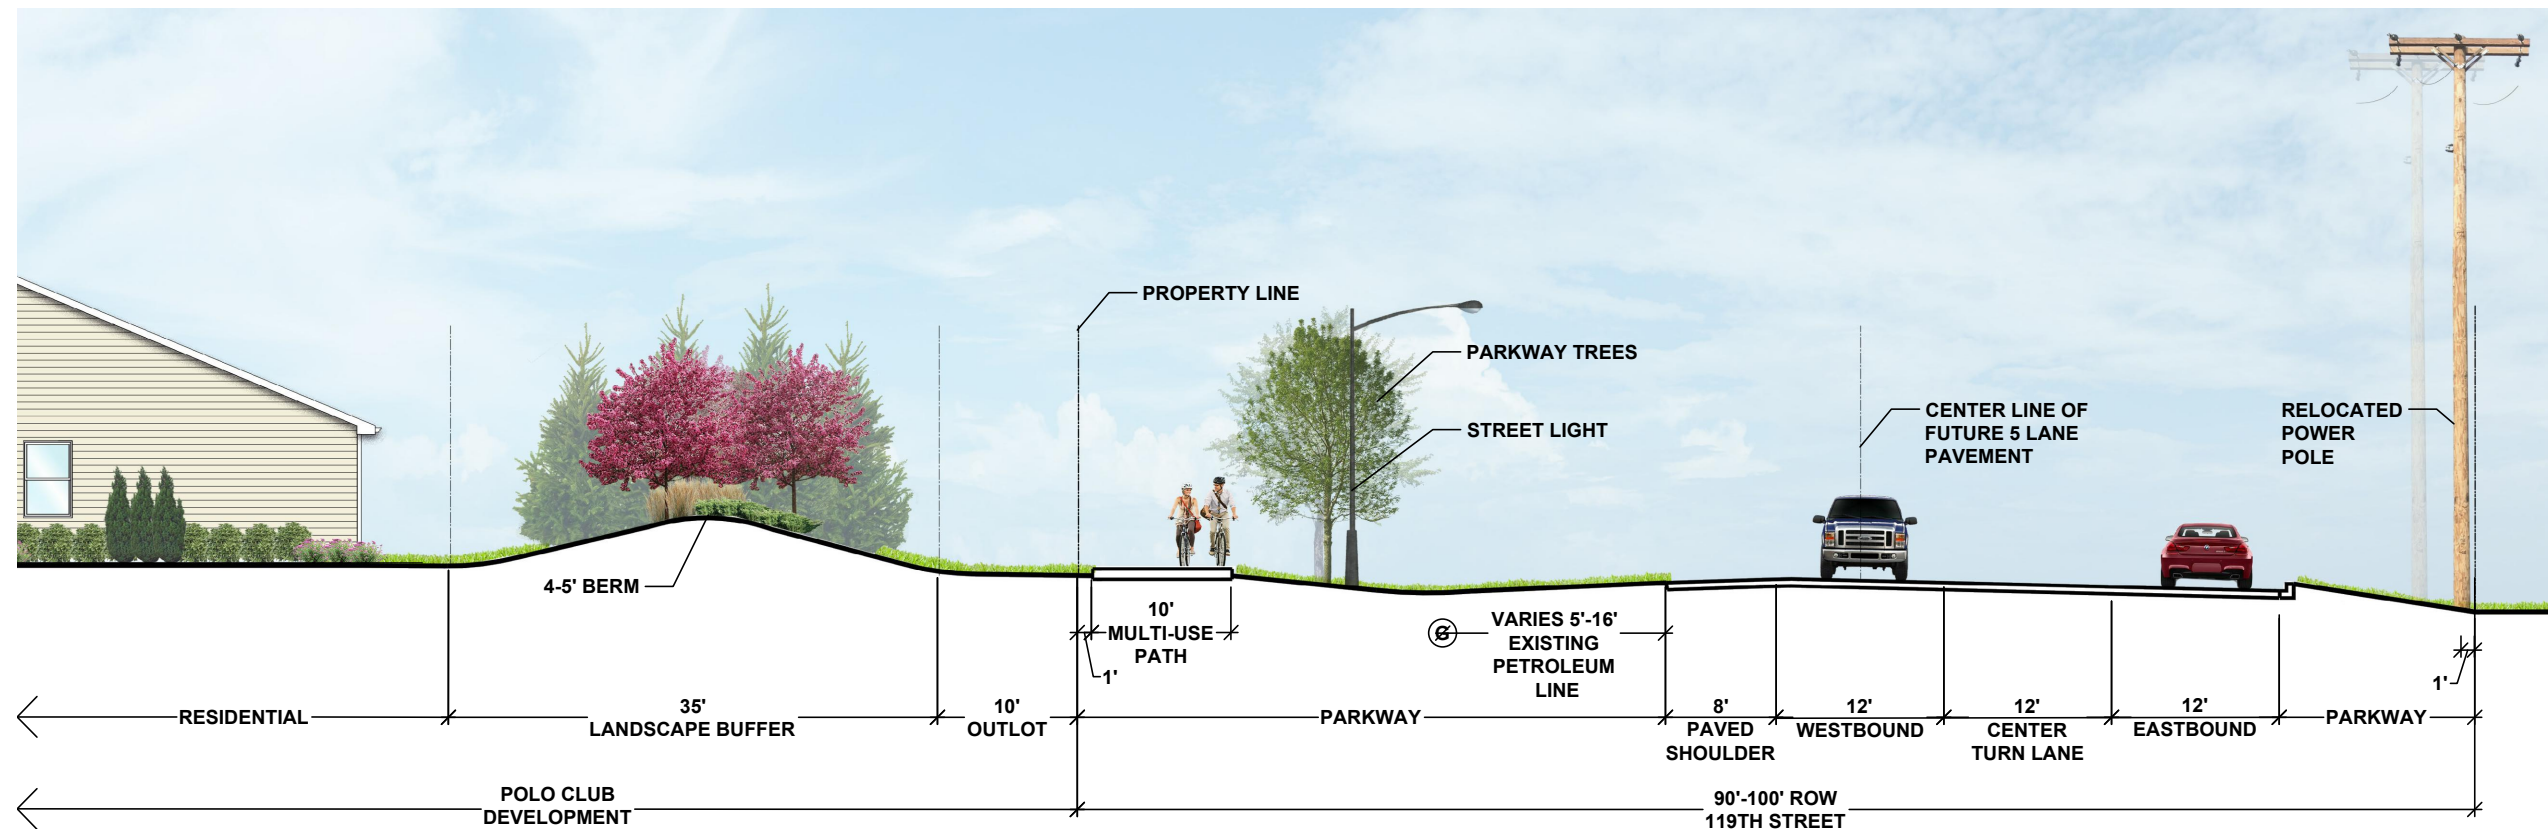 PROPERTY LINE
PARKWAY TREES
STREET LIGHT
CENTER LINE OF
FUTURE 5 LANE
PAVEMENT
RELOCATED
POWER
POLE
4-5' BERM
10'
MULTI-USE
PATH
1'
G
VARIES 5'-16'
EXISTING
PETROLEUM
LINE
1'
RESIDENTIAL
35'
LANDSCAPE BUFFER
10'
OUTLOT
PARKWAY
8'
PAVED
SHOULDER
12'
WESTBOUND
12'
CENTER
TURN LANE
12'
EASTBOUND
PARKWAY
POLO CLUB
DEVELOPMENT
90'-100' ROW
119TH STREET